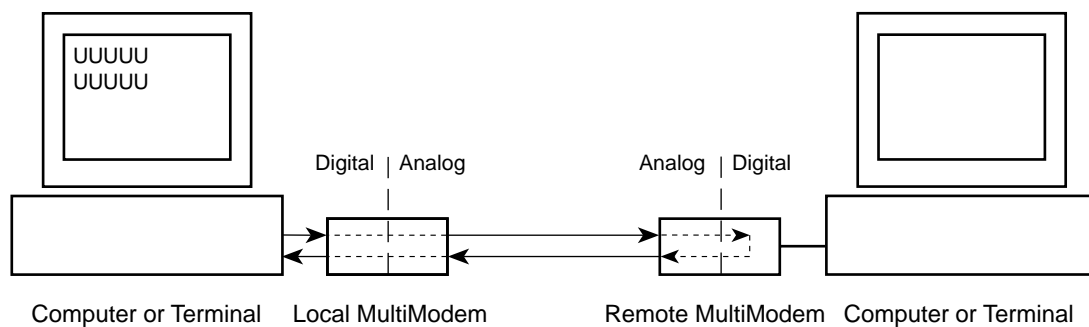 UUUUU
UUUUU
Digital Analog
Analog Digital
Computer or Terminal
Local MultiModem
Remote MultiModem
Computer or Terminal